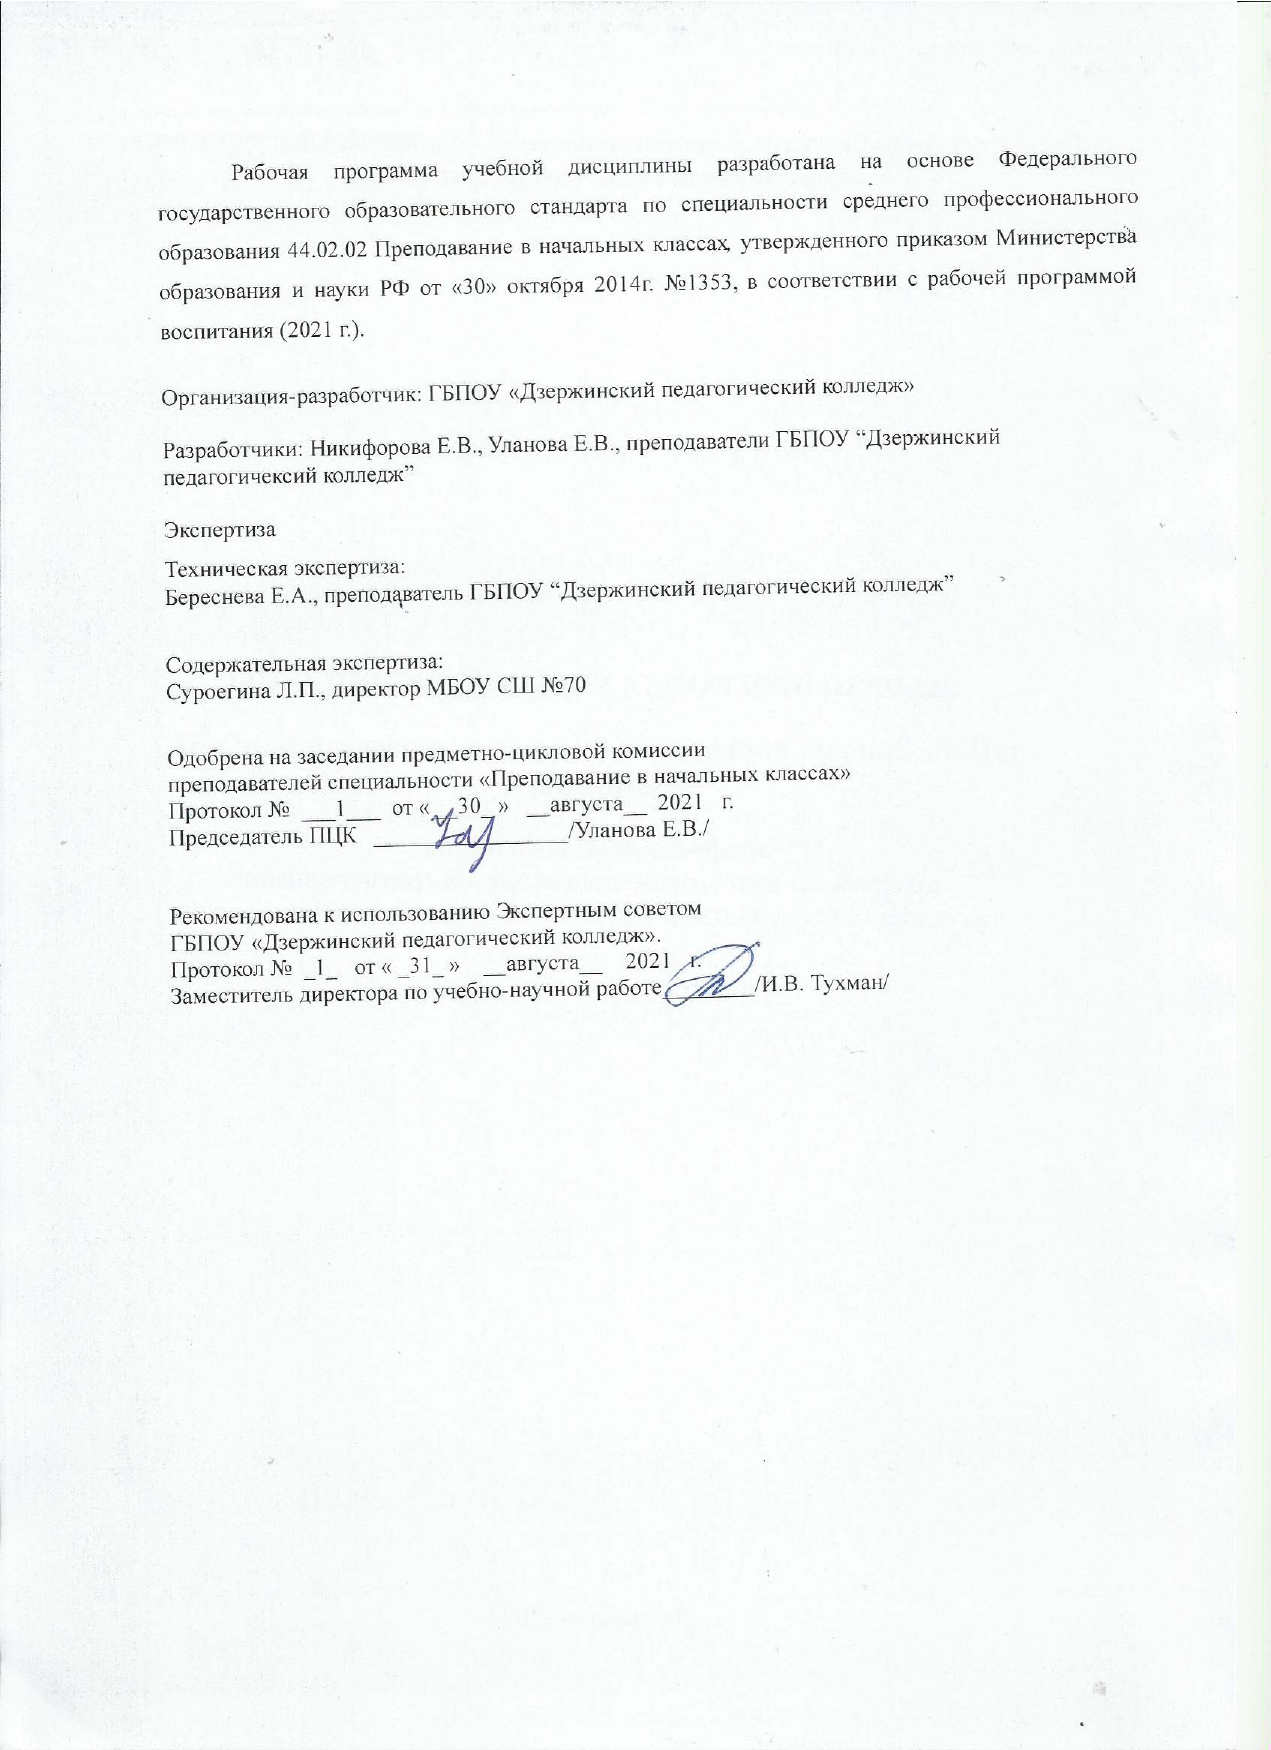 Рабочая программа учебной дисциплины разработана на основе Федерального
государственного образовательного стандарта по специальности среднего профессионального
образования 44.02.02 Преподавание в начальных классах, утвержденного приказом Министерства
образования и науки РФ от «30» октября 2014г. №1353, в соответствии с рабочей программой
воспитания (2021 г.).
Организация-разработчик: ГБПОУ «Дзержинский педагогический колледж»
Разработчики: Никифорова Е.В., Уланова Е.В., преподаватели ГБПОУ “Дзержинский
педагогичексий колледж”
Экспертиза
Техническая экспертиза:
Береснева Е.А., преподаватель ГБПОУ “Дзержинский педагогический колледж”
Содержательная экспертиза:
Суроегина Л.П., директор МБОУ СШ №70
Одобрена на заседании предметно-цикловой комиссии
преподавателей специальности «Преподавание в начальных классах»
Протокол № ___1___ от «__30_» __августа__ 2021 г.
Председатель ПЦК _________________/Уланова Е.В./
Рекомендована к использованию Экспертным советом
ГБПОУ «Дзержинский педагогический колледж».
Протокол № _1_ от « _31_ » __августа__ 2021 г.
Заместитель директора по учебно-научной работе________/И.В. Тухман/